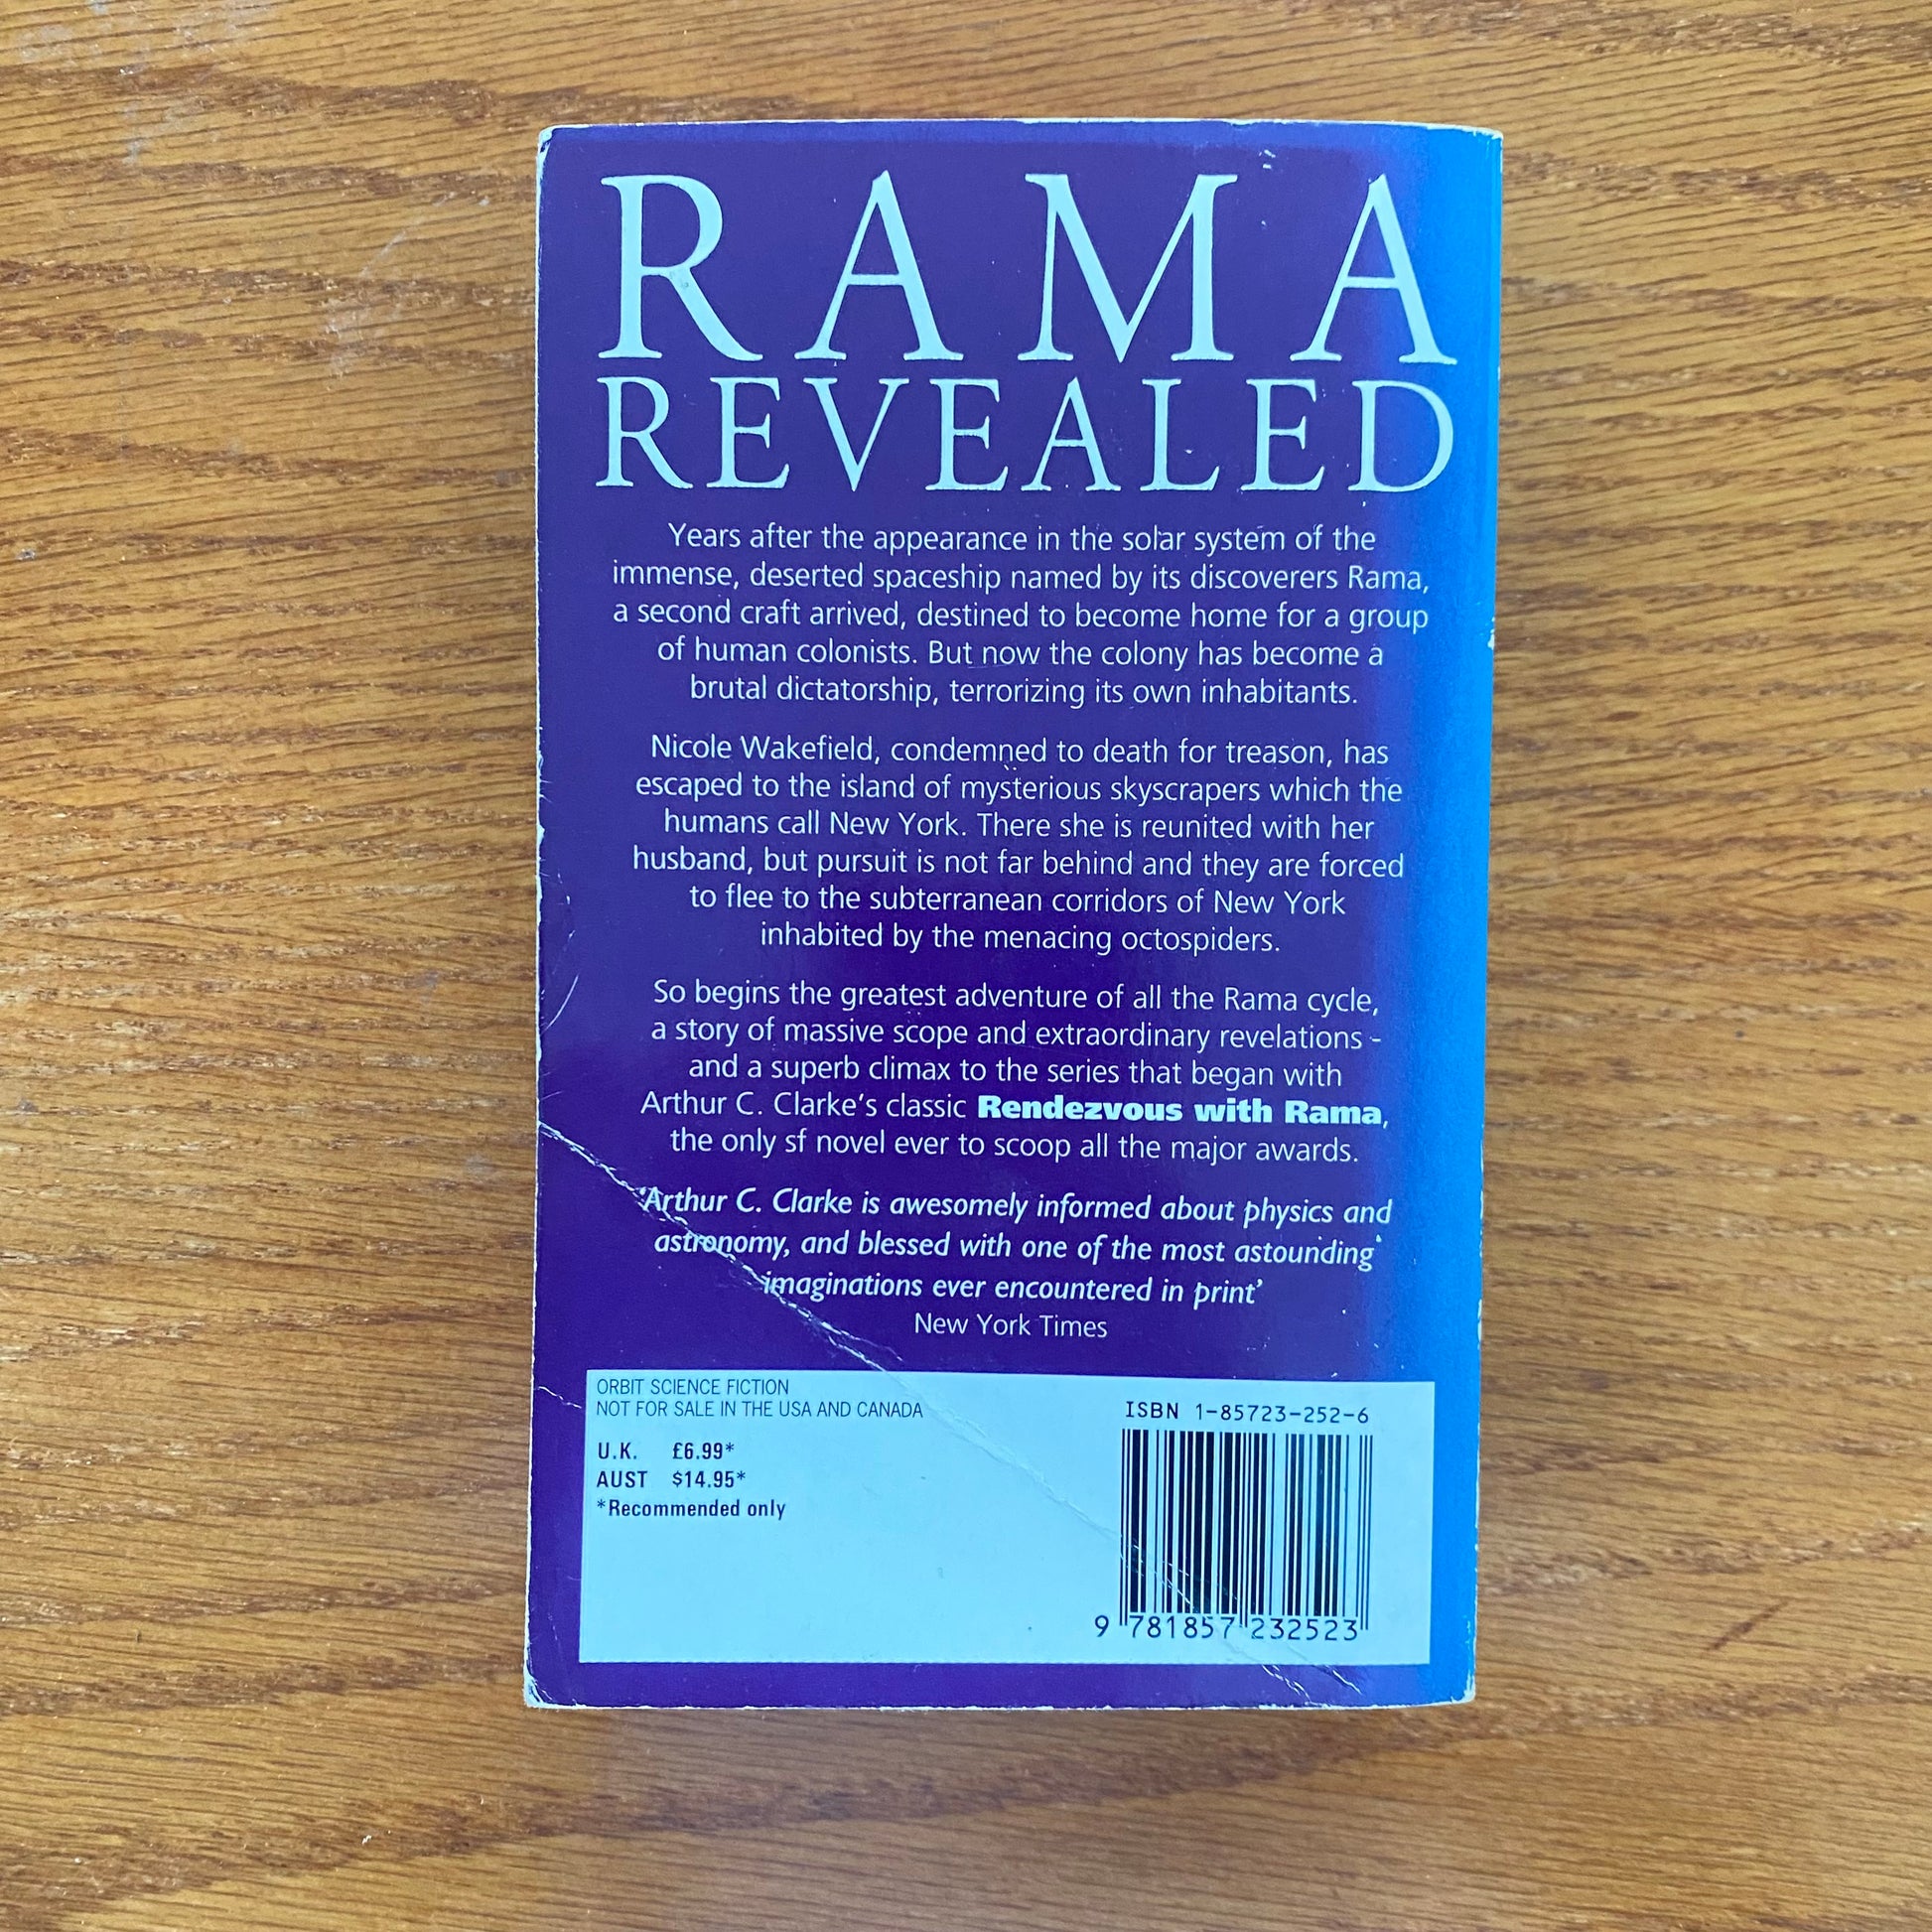 RAMA
REVEALED
Years after the appearance in the solar system of the
immense, deserted spaceship named by its discoverers Rama,
a second craft arrived, destined to become home for a group
of human colonists. But now the colony has become a
brutal dictatorship, terrorizing its own inhabitants.
Nicole Wakefield, condemned to death for treason, has
escaped to the island of mysterious skyscrapers which the
humans call New York. There she is reunited with her
husband, but pursuit is not far behind and they are forced
to flee to the subterranean corridors of New York
inhabited by the menacing octospiders.
So begins the greatest adventure of all the Rama cycle,
a story of massive scope and extraordinary revelations -
and a superb climax to the series that began with
Arthur C. Clarke's classic Rendezvous with Rama,
the only sf novel ever to scoop all the major awards.
'Arthur C. Clarke is awesomely informed about physics and
astronomy, and blessed with one of the most astounding
imaginations ever encountered in print'
New York Times
ORBIT SCIENCE FICTION
NOT FOR SALE IN THE USA AND CANADA
U.K. £6.99*
AUST $14.95*
*Recommended only
ISBN 1-85723-252-6
9 781857 232523